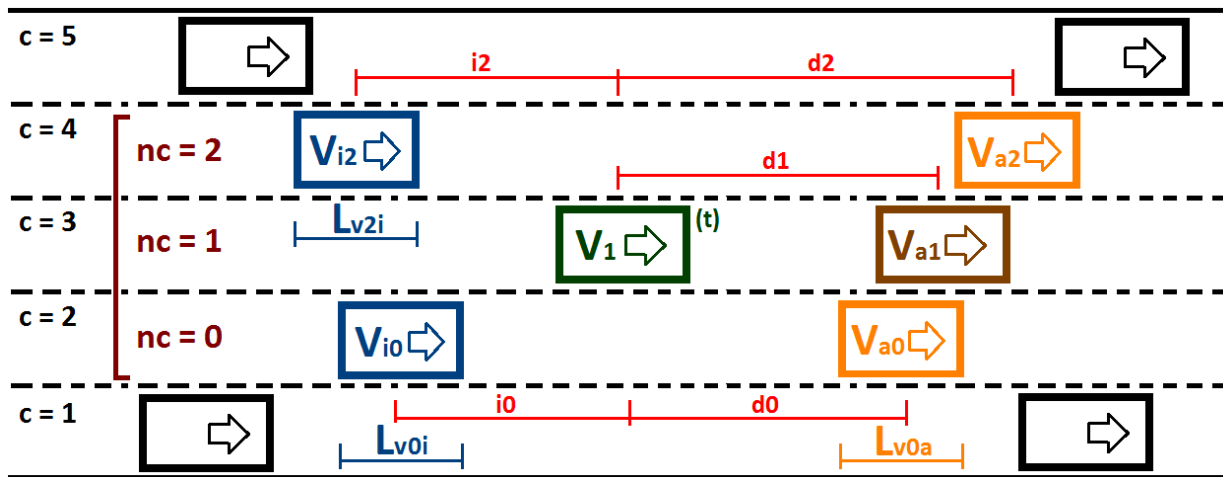 c = 5
i2
d2
c = 4
nc = 2
Vi2
Va2
d1
c = 3
Lv2i
nc = 1
V1
(t)
Va1
c = 2
nc = 0
Vi0
Va0
c = 1
i0
d0
Lv0i
Lv0a